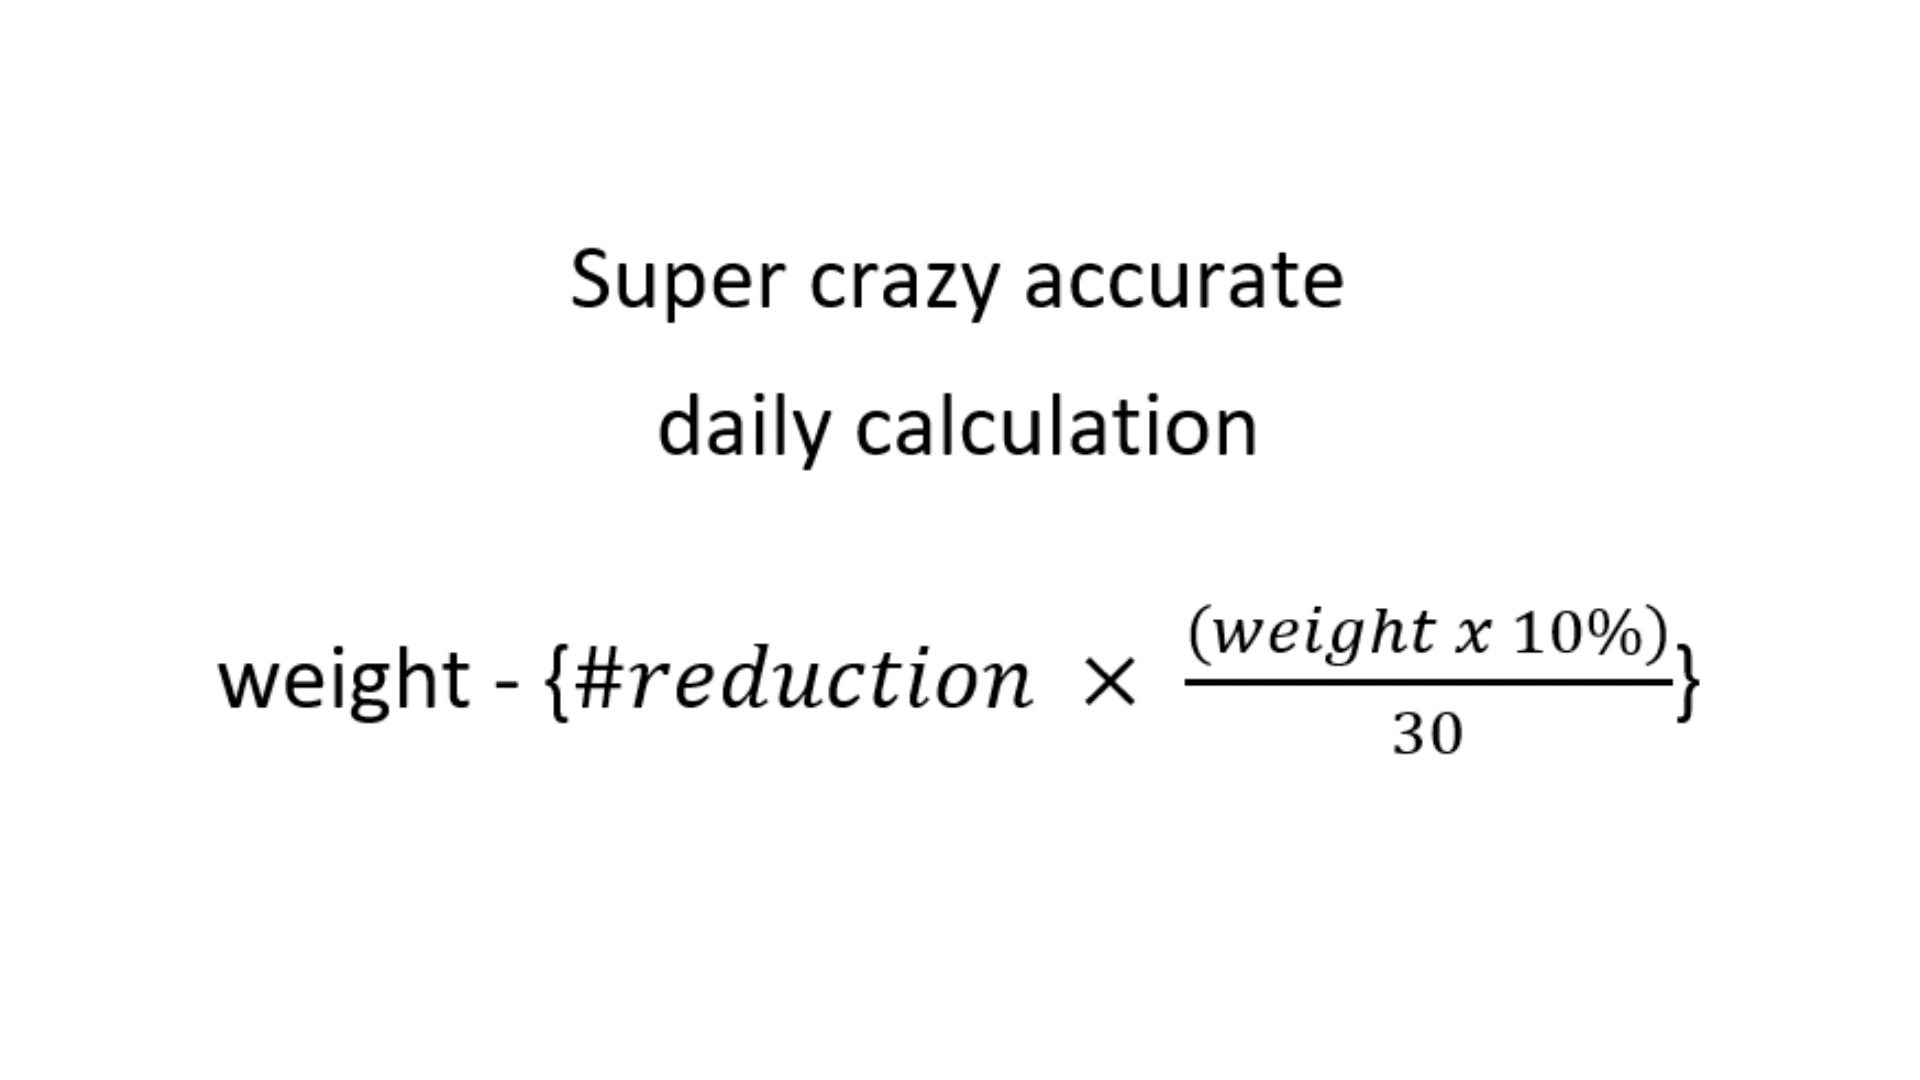 Super crazy accurate
daily calculation
weight - {#reduction × (weight x 10%)/30}